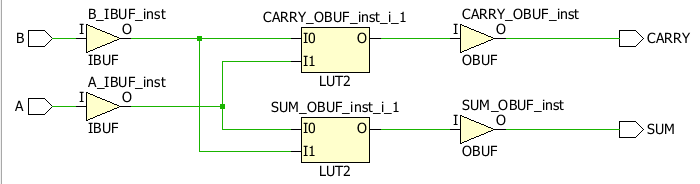 B_IBUF_inst
CARRY_OBUF_inst_i_1
CARRY_OBUF_inst
B
I
O
I0
O
I
O
CARRY
IBUF
I1
OBUF
A_IBUF_inst
LUT2
A
I
O
SUM_OBUF_inst_i_1
SUM_OBUF_inst
IBUF
I0
O
I
O
SUM
I1
OBUF
LUT2